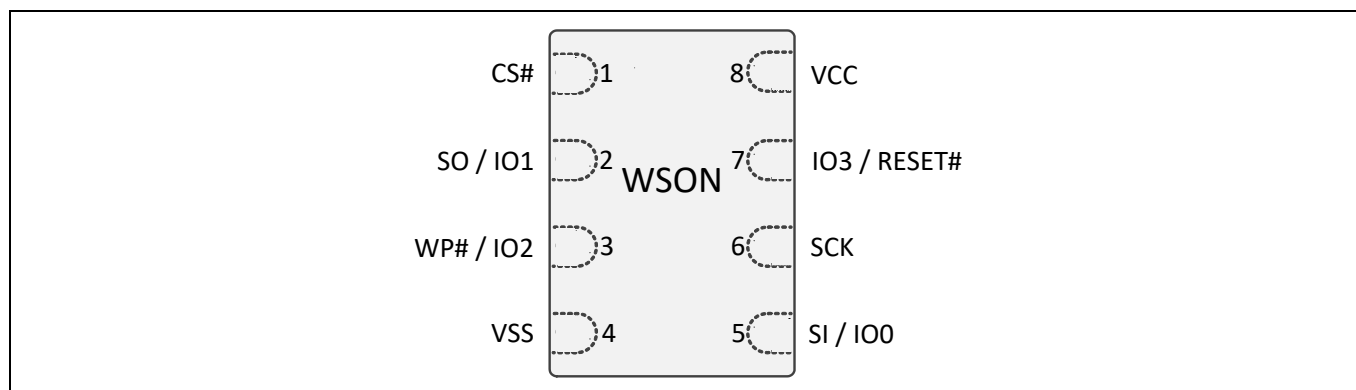 CS# 1 8 VCC
SO / IO1 2 7 IO3 / RESET#
WSON
WP# / IO2 3 6 SCK
VSS 4 5 SI / IO0